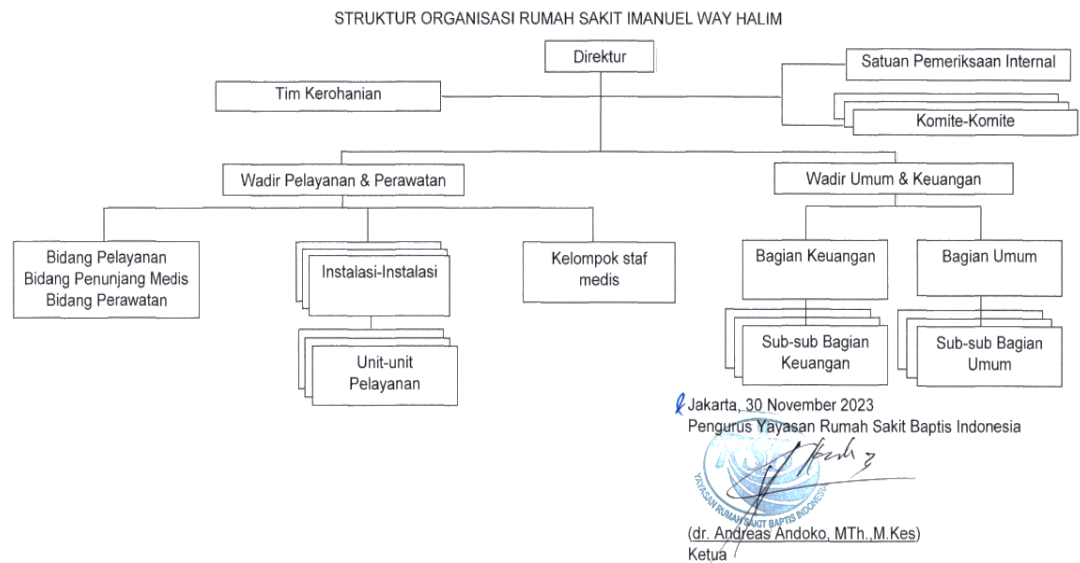 STRUKTUR ORGANISASI RUMAH SAKIT IMANUEL WAY HALIM
Direktur
Satuan Pemeriksaan Internal
Tim Kerohanian
Komite-Komite
Wadir Pelayanan & Perawatan
Wadir Umum & Keuangan
Bidang Pelayanan
Bidang Penunjang Medis
Bidang Perawatan
Instalasi-Instalasi
Kelompok staf
medis
Bagian Keuangan
Bagian Umum
Unit-unit
Pelayanan
Sub-sub Bagian
Keuangan
Sub-sub Bagian
Umum
Jakarta, 30 November 2023
Pengurus Yayasan Rumah Sakit Baptis Indonesia
YAYASAN RUMAH SAKIT BAPTIS INDONESIA
(dr. Andreas Andoko, MTh.,M.Kes)
Ketua